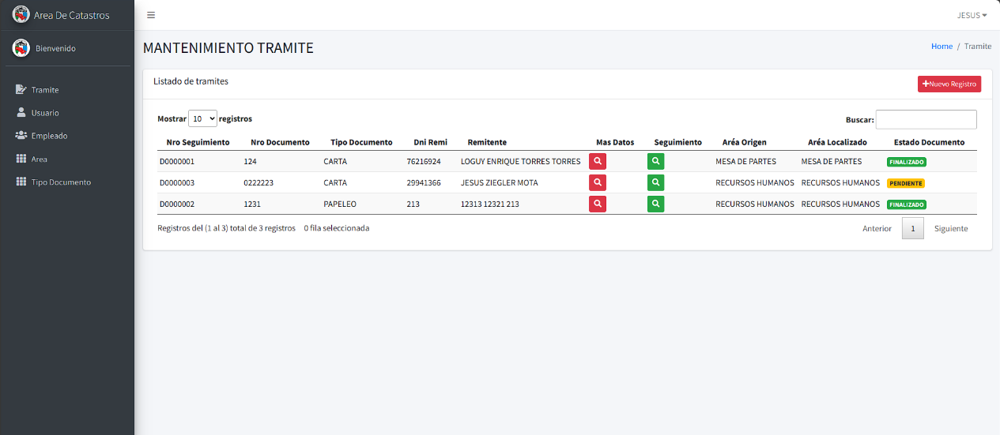 Area De Catastros
JESUS
Bienvenido
MANTENIMIENTO TRAMITE
Home / Tramite
Tramite
Usuario
Empleado
Area
Tipo Documento
Listado de tramites
Nuevo Registro
Mostrar 10 registros
Buscar:
Nro Seguimiento Nro Documento Tipo Documento Dni Remi Remitente Mas Datos Seguimiento Aréa Origen Aréa Localizado Estado Documento
D0000001 124 CARTA 76216924 LOGUY ENRIQUE TORRES TORRES MESA DE PARTES MESA DE PARTES FINALIZADO
D0000003 0222223 CARTA 29941366 JESUS ZIEGLER MOTA RECURSOS HUMANOS RECURSOS HUMANOS PENDIENTE
D0000002 1231 PAPELEO 213 12313 12321 213 RECURSOS HUMANOS RECURSOS HUMANOS FINALIZADO
Registros del (1 al 3) total de 3 registros 0 fila seleccionada
Anterior 1 Siguiente